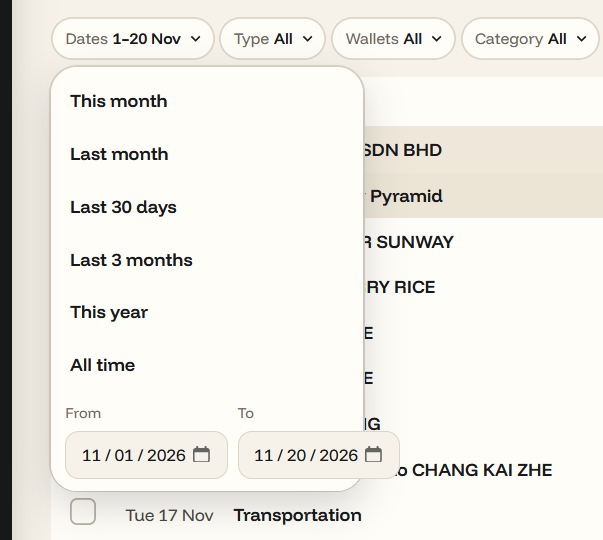 Dates 1–20 Nov Type All Wallets All Category All
This month
SDN BHD
Last month
Pyramid
Last 30 days
R SUNWAY
Last 3 months
RY RICE
This year
E
All time
E
From To
NG
11 / 01 / 2026 11 / 20 / 2026
o CHANG KAI ZHE
Tue 17 Nov Transportation